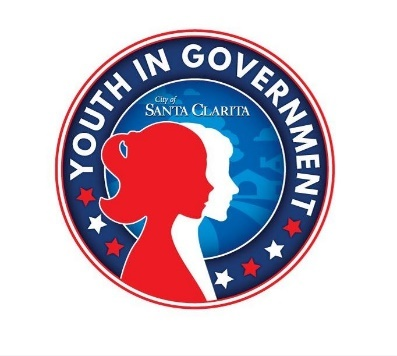 YOUTH IN GOVERNMENT
City of
SANTA CLARITA